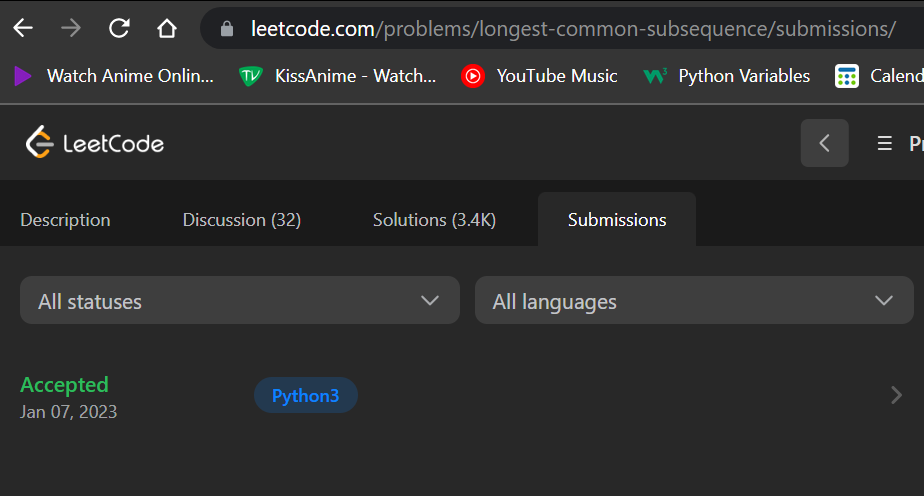 leetcode.com/problems/longest-common-subsequence/submissions/
Watch Anime Onlin... KissAnime - Watch... YouTube Music Python Variables Calend
LeetCode
Description Discussion (32) Solutions (3.4K) Submissions
All statuses All languages
Accepted Python3
Jan 07, 2023